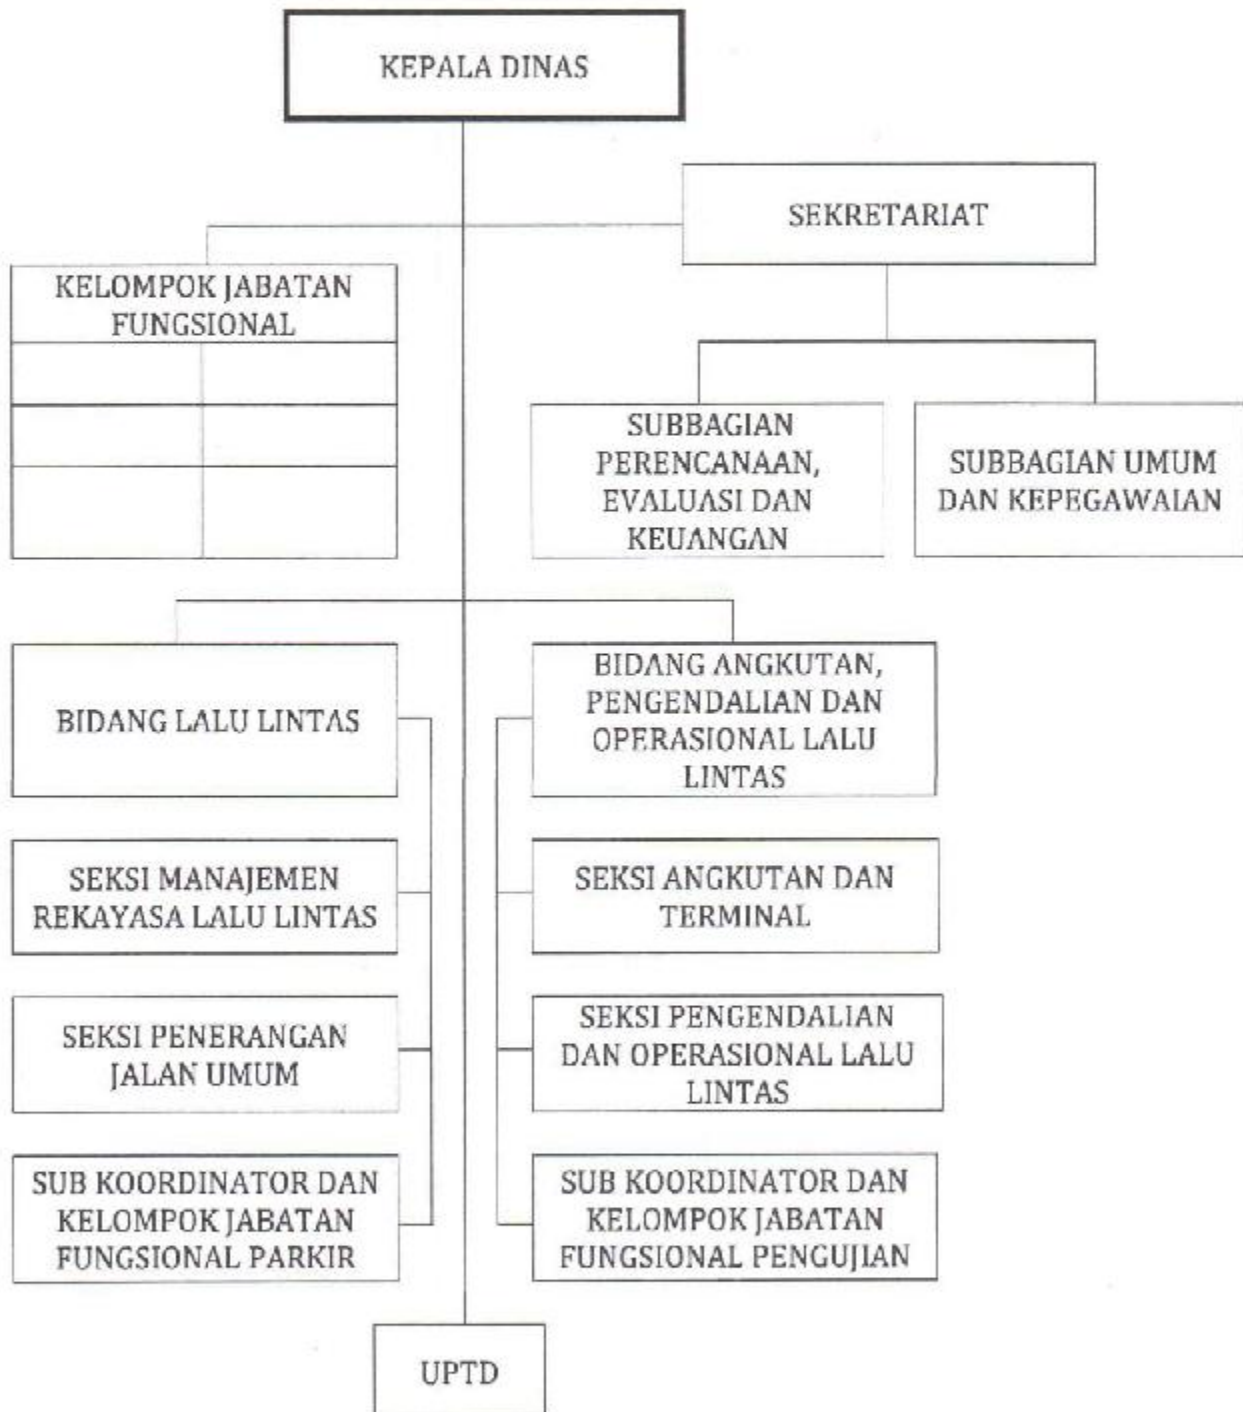 KEPALA DINAS
SEKRETARIAT
KELOMPOK JABATAN
FUNGSIONAL
SUBBAGIAN
PERENCANAAN,
EVALUASI DAN
KEUANGAN
SUBBAGIAN UMUM
DAN KEPEGAWAIAN
BIDANG LALU LINTAS
BIDANG ANGKUTAN,
PENGENDALIAN DAN
OPERASIONAL LALU
LINTAS
SEKSI MANAJEMEN
REKAYASA LALU LINTAS
SEKSI ANGKUTAN DAN
TERMINAL
SEKSI PENERANGAN
JALAN UMUM
SEKSI PENGENDALIAN
DAN OPERASIONAL LALU
LINTAS
SUB KOORDINATOR DAN
KELOMPOK JABATAN
FUNGSIONAL PARKIR
SUB KOORDINATOR DAN
KELOMPOK JABATAN
FUNGSIONAL PENGUJIAN
UPTD